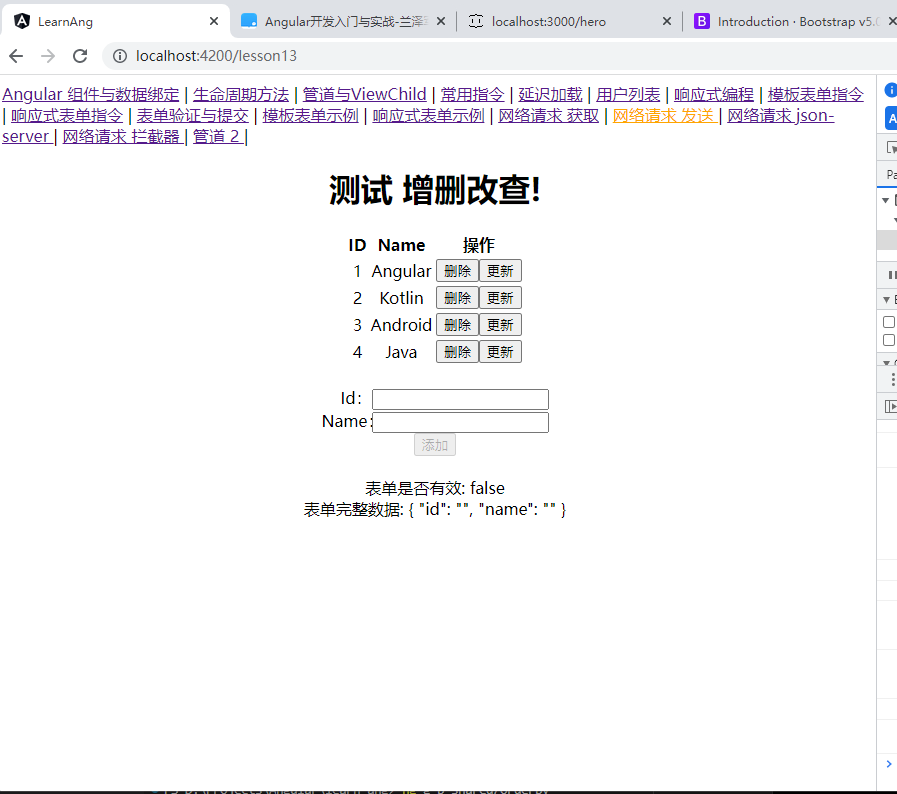 LearnAng
Angular开发入门与实战-兰泽
localhost:3000/hero
B Introduction · Bootstrap v5.0
localhost:4200/lesson13
Angular 组件与数据绑定 | 生命周期方法 | 管道与ViewChild | 常用指令 | 延迟加载 | 用户列表 | 响应式编程 | 模板表单指令
| 响应式表单指令 | 表单验证与提交 | 模板表单示例 | 响应式表单示例 | 网络请求 获取 | 网络请求 发送 | 网络请求 json-
server | 网络请求 拦截器 | 管道 2 |
测试 增删改查!
ID Name 操作
1 Angular 删除 更新
2 Kotlin 删除 更新
3 Android 删除 更新
4 Java 删除 更新
Id:
Name:
添加
表单是否有效: false
表单完整数据: { "id": "", "name": "" }